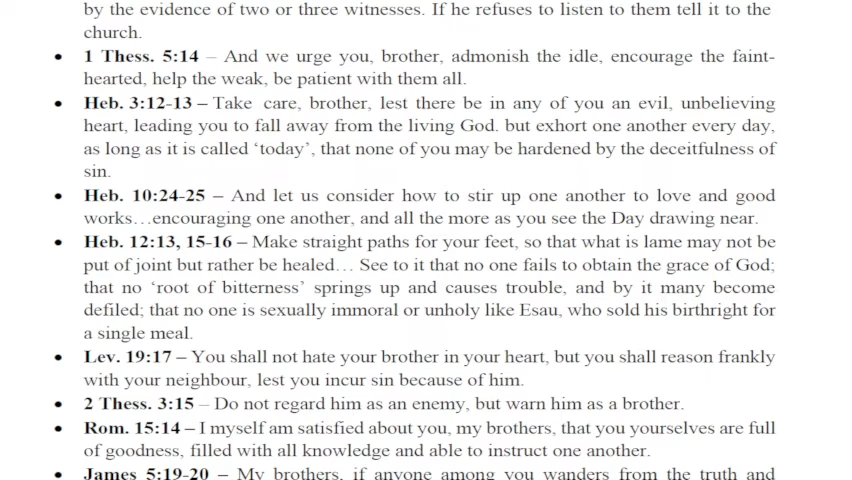 by the evidence of two or three witnesses. If he refuses to listen to them tell it to the
church.
• 1 Thess. 5:14 – And we urge you, brother, admonish the idle, encourage the faint-
hearted, help the weak, be patient with them all.
• Heb. 3:12-13 – Take care, brother, lest there be in any of you an evil, unbelieving
heart, leading you to fall away from the living God. but exhort one another every day,
as long as it is called ‘today’, that none of you may be hardened by the deceitfulness of
sin.
• Heb. 10:24-25 – And let us consider how to stir up one another to love and good
works…encouraging one another, and all the more as you see the Day drawing near.
• Heb. 12:13, 15-16 – Make straight paths for your feet, so that what is lame may not be
put of joint but rather be healed… See to it that no one fails to obtain the grace of God;
that no ‘root of bitterness’ springs up and causes trouble, and by it many become
defiled; that no one is sexually immoral or unholy like Esau, who sold his birthright for
a single meal.
• Lev. 19:17 – You shall not hate your brother in your heart, but you shall reason frankly
with your neighbour, lest you incur sin because of him.
• 2 Thess. 3:15 – Do not regard him as an enemy, but warn him as a brother.
• Rom. 15:14 – I myself am satisfied about you, my brothers, that you yourselves are full
of goodness, filled with all knowledge and able to instruct one another.
• James 5:19-20 – My brothers, if anyone among you wanders from the truth and